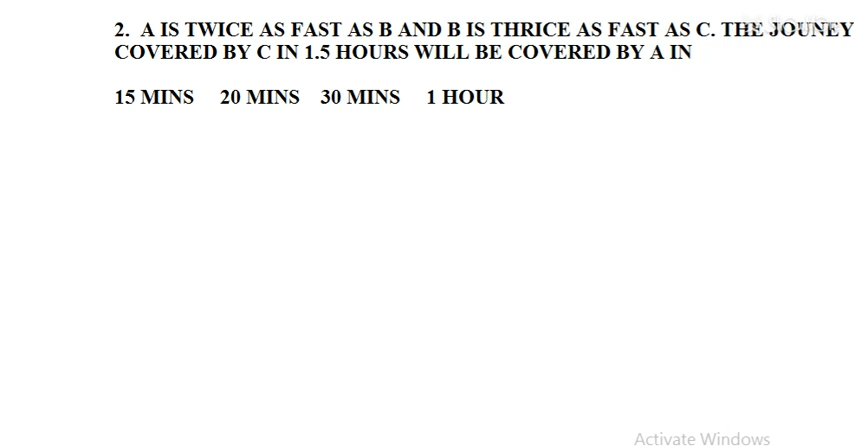 2. A IS TWICE AS FAST AS B AND B IS THRICE AS FAST AS C. THE JOUNEY
COVERED BY C IN 1.5 HOURS WILL BE COVERED BY A IN
15 MINS 20 MINS 30 MINS 1 HOUR
Activate Windows